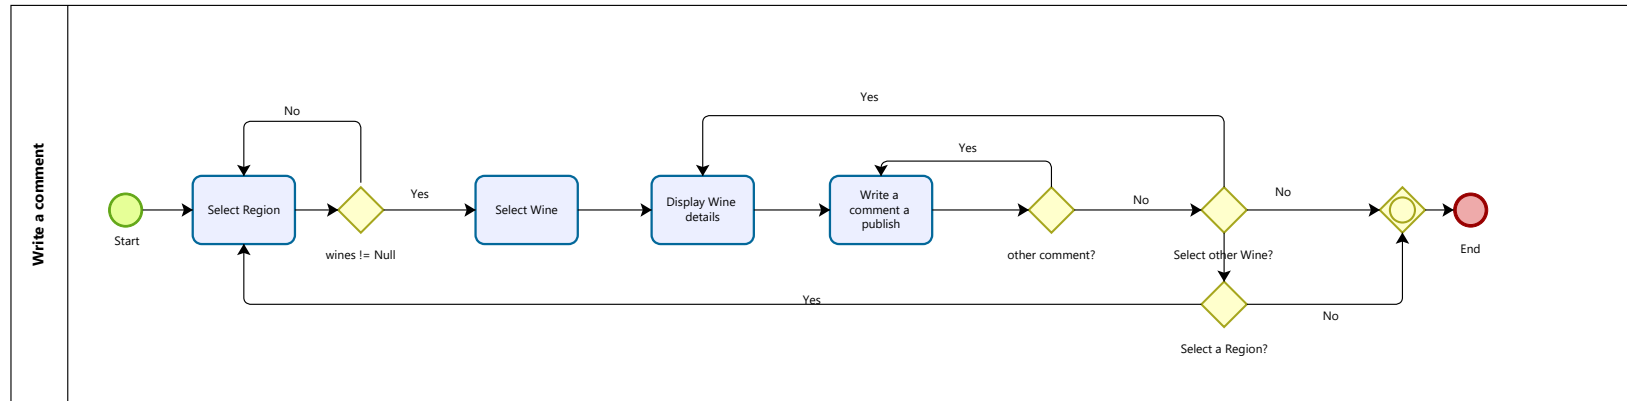 Write a comment
Start
No
Select Region
wines != Null
Yes
Select Wine
Display Wine
details
Yes
Write a
comment a
publish
Yes
other comment?
No
Select other Wine?
No
End
Yes
Select a Region?
No